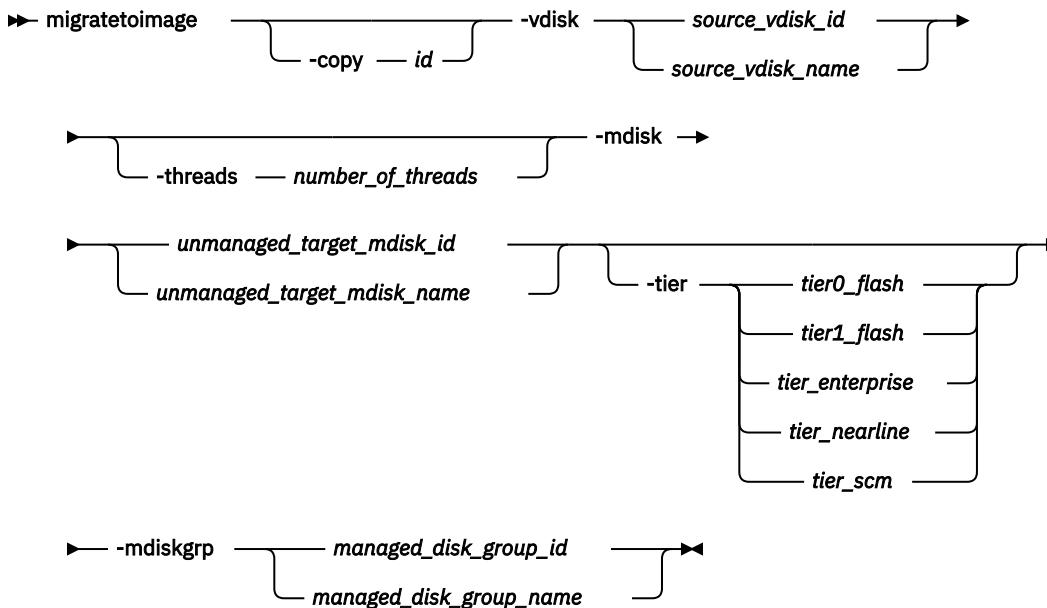 migratetoimage -vdisk source_vdisk_id
-copy id source_vdisk_name
-mdisk
-threads number_of_threads
unmanaged_target_mdisk_id
unmanaged_target_mdisk_name -tier tier0_flash
tier1_flash
tier_enterprise
tier_nearline
tier_scm
-mdiskgrp managed_disk_group_id
managed_disk_group_name